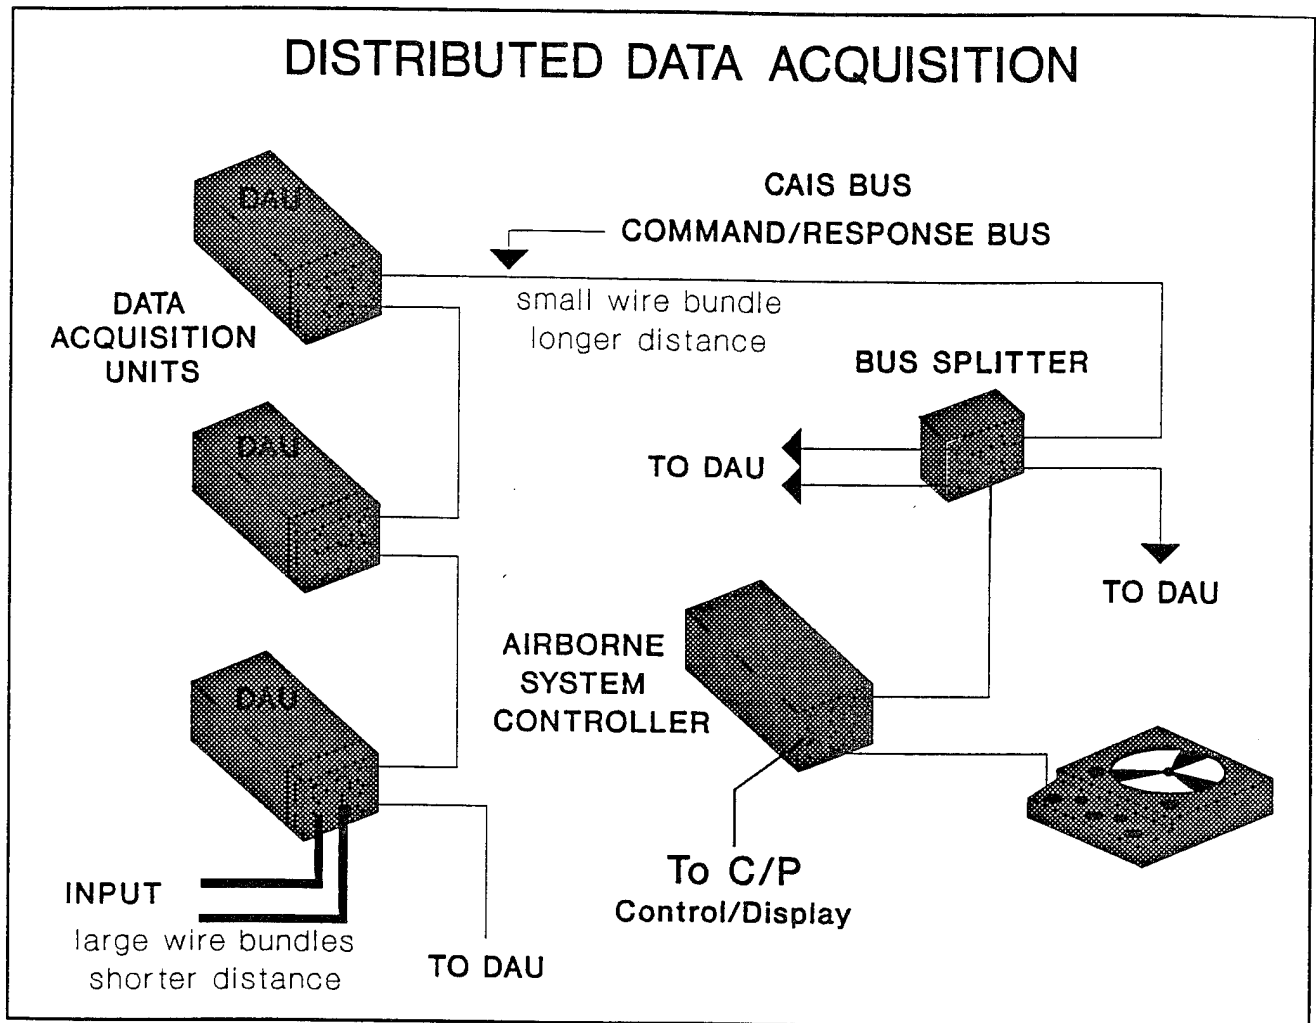 DISTRIBUTED DATA ACQUISITION
DAU
CAIS BUS
COMMAND/RESPONSE BUS
small wire bundle
longer distance
DATA
ACQUISITION
UNITS
BUS SPLITTER
DAU
TO DAU
TO DAU
AIRBORNE
SYSTEM
CONTROLLER
DAU
To C/P
Control/Display
INPUT
large wire bundles
shorter distance
TO DAU